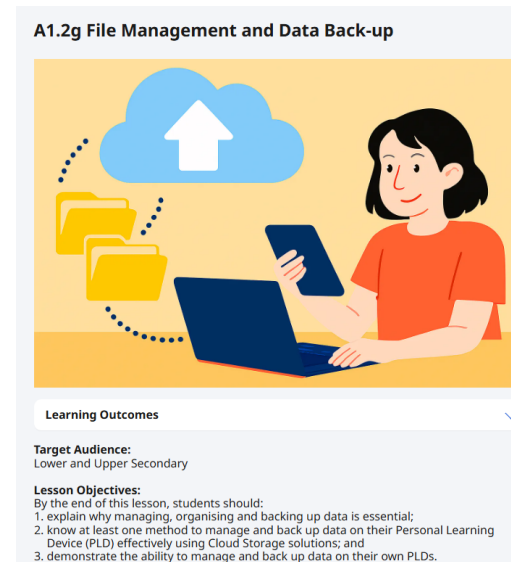 A1.2g File Management and Data Back-up
Learning Outcomes
Target Audience:
Lower and Upper Secondary
Lesson Objectives:
By the end of this lesson, students should:
1. explain why managing, organising and backing up data is essential;
2. know at least one method to manage and back up data on their Personal Learning
Device (PLD) effectively using Cloud Storage solutions; and
3. demonstrate the ability to manage and back up data on their own PLDs.